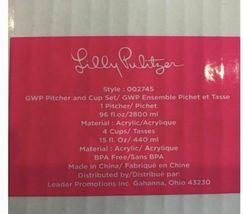 Lilly Pulitzer
Style : 002745
GWP Pitcher and Cup Set/ GWP Ensemble Pichet et Tasse
1 Pitcher/ Pichet
96 fl.oz/2800 ml
Material : Acrylic/Acrylique
4 Cups/ Tasses
15 fl. Oz/ 440 ml
Material : Acrylic/ Acrylique
BPA Free/Sans BPA
Made in China/ Fabriqué en Chine
Distributed by/Distribué par:
Leader Promotions Inc. Gahanna, Ohio 43230